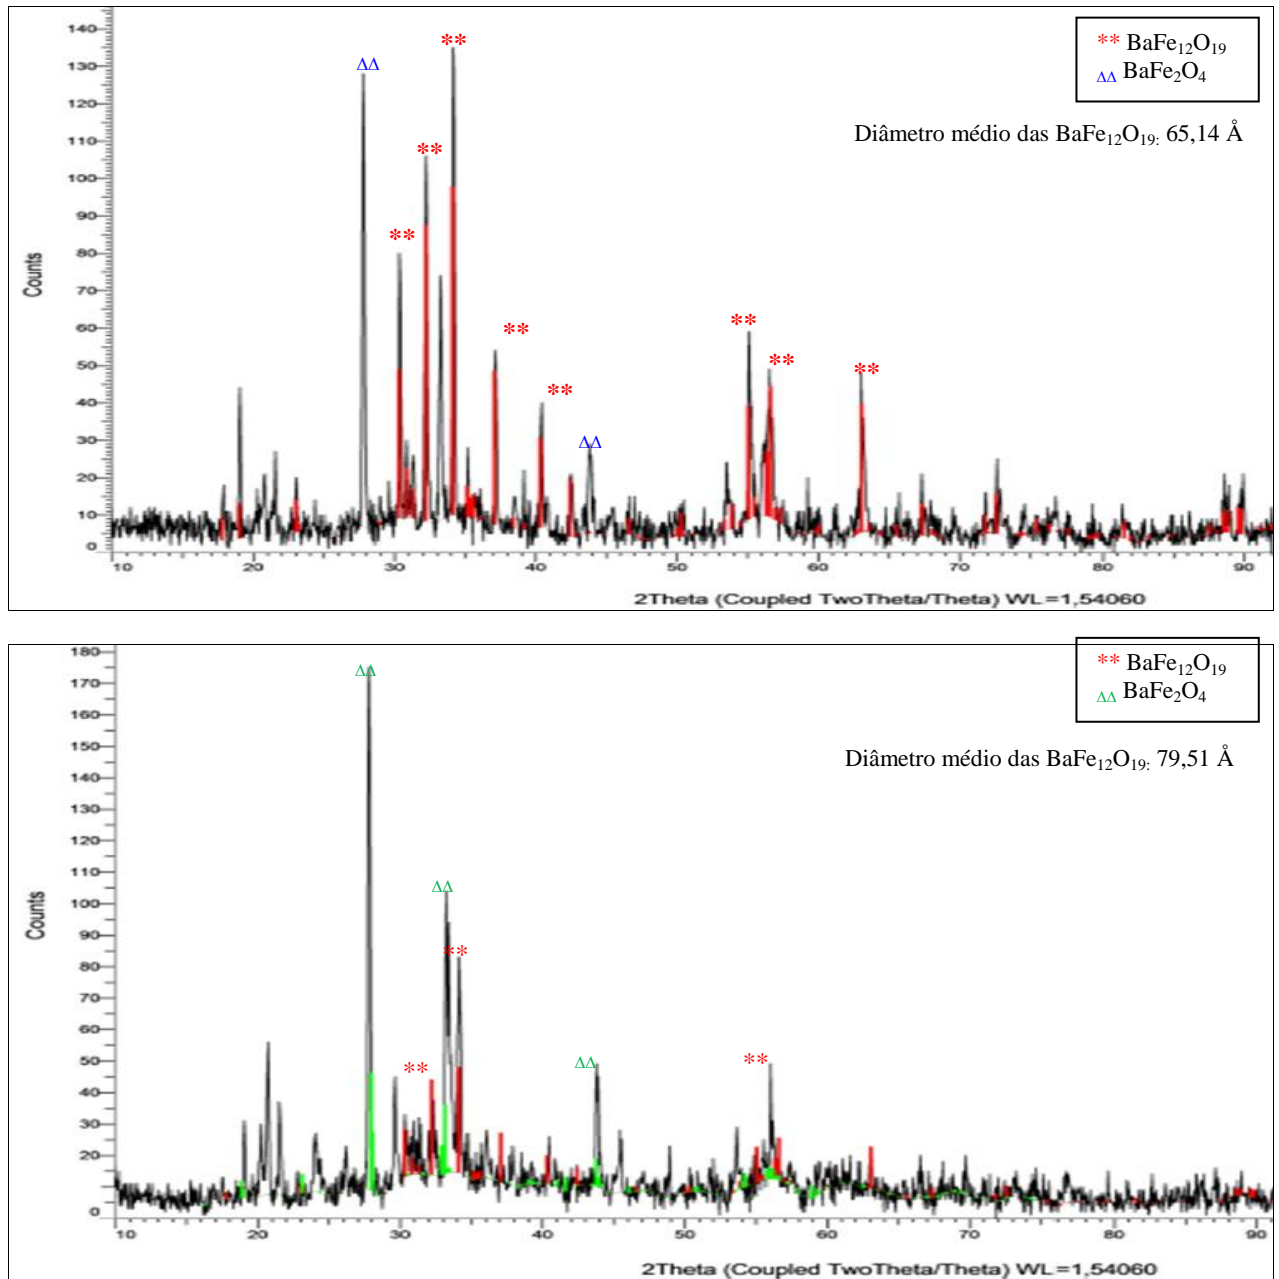 140
** BaFe₁₂O₁₉
ΔΔ BaFe₂O₄
Diâmetro médio das BaFe₁₂O₁₉: 65,14 Å
**
ΔΔ
130
120
110
**
100
90
**
80
70
60
**
**
50
**
**
40
**
30
ΔΔ
20
10
0
Counts
10 20 30 40 50 60 70 80 90
2Theta (Coupled TwoTheta/Theta) WL=1,54060
180
** BaFe₁₂O₁₉
ΔΔ BaFe₂O₄
Diâmetro médio das BaFe₁₂O₁₉: 79,51 Å
ΔΔ
170
160
150
140
130
120
110
ΔΔ
100
90
**
80
70
60
**
ΔΔ
**
50
40
30
20
10
0
Counts
10 20 30 40 50 60 70 80 90
2Theta (Coupled TwoTheta/Theta) WL=1,54060